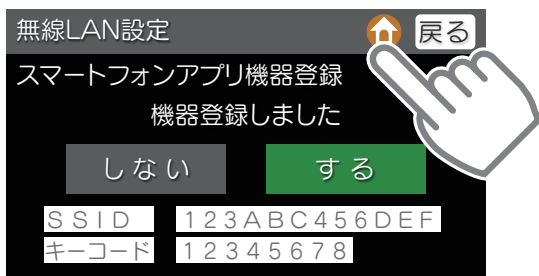 無線LAN設定 戻る
スマートフォンアプリ機器登録
機器登録しました
しない する
SSID 123ABC456DEF
キーコード 12345678